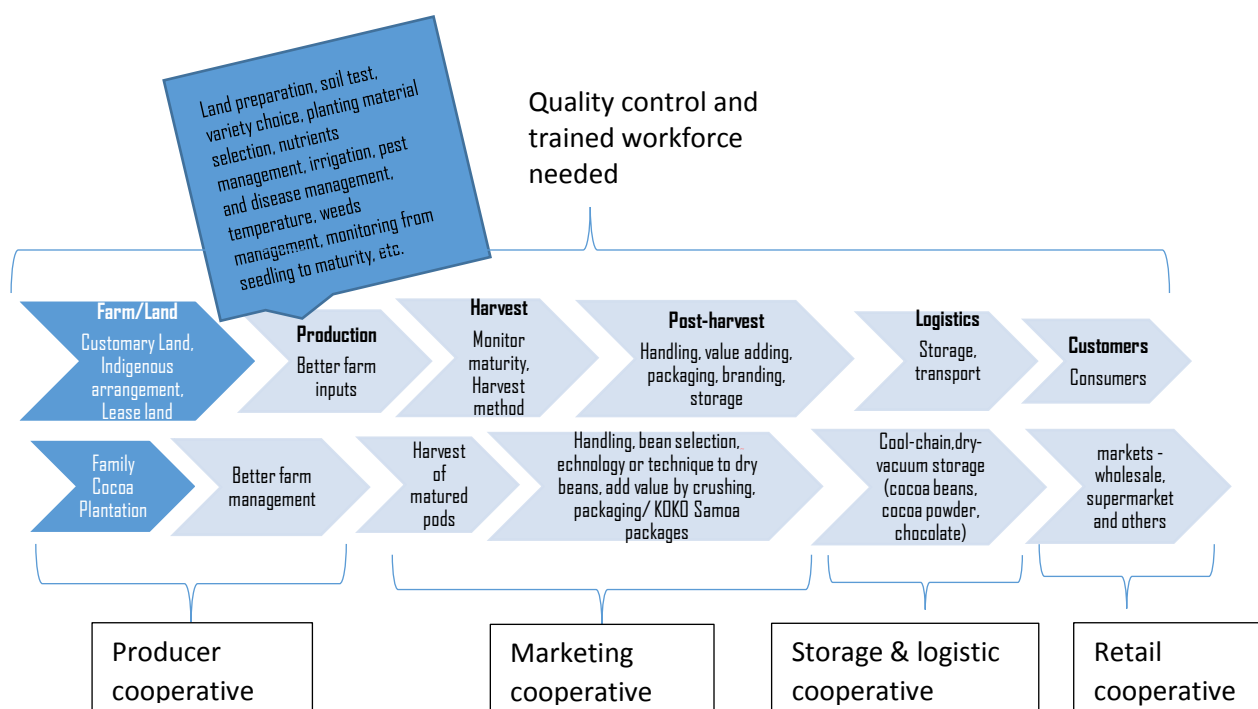 Land preparation, soil test,
variety choice, planting material
selection, nutrients
management, irrigation, pest
and disease management,
temperature, weeds
management, monitoring from
seedling to maturity, etc.
Quality control and
trained workforce
needed
Farm/Land
Customary Land,
Indigenous
arrangement,
Lease land
Production
Better farm
inputs
Harvest
Monitor
maturity,
Harvest
method
Post-harvest
Handling, value adding,
packaging, branding,
storage
Logistics
Storage,
transport
Customers
Consumers
Family
Cocoa
Plantation
Better farm
management
Harvest
of
matured
pods
Handling, bean selection,
echnology or technique to dry
beans, add value by crushing,
packaging/ KOKO Samoa
packages
Cool-chain,dry-
vacuum storage
(cocoa beans,
cocoa powder,
chocolate)
markets -
wholesale,
supermarket
and others
Producer
cooperative
Marketing
cooperative
Storage & logistic
cooperative
Retail
cooperative